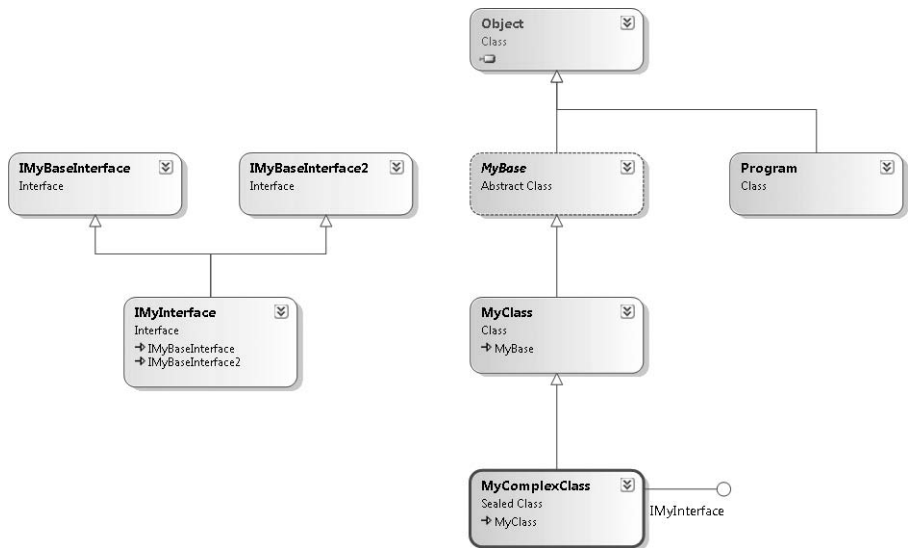 Object
Class
IMyBaseInterface
Interface
IMyBaseInterface2
Interface
MyBase
Abstract Class
Program
Class
IMyInterface
Interface
IMyBaseInterface
IMyBaseInterface2
MyClass
Class
MyBase
MyComplexClass
Sealed Class
MyClass
IMyInterface